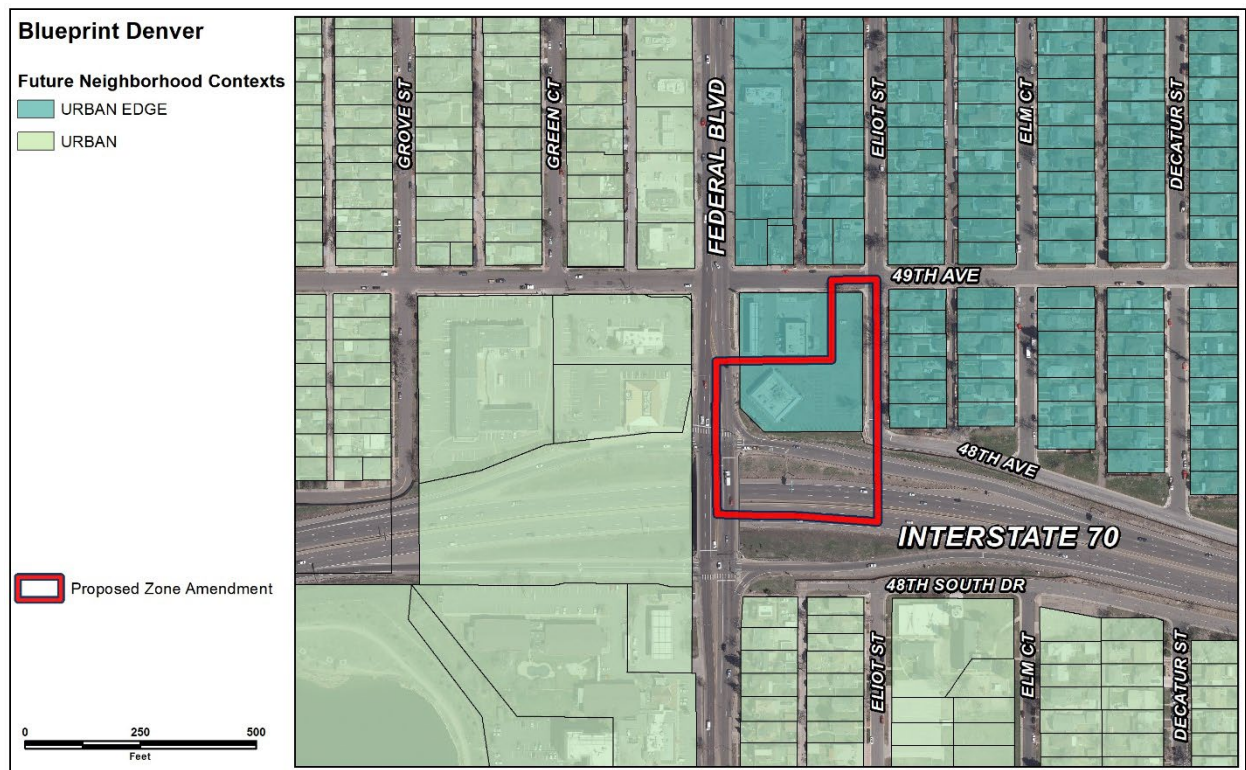 Blueprint Denver
Future Neighborhood Contexts
URBAN EDGE
URBAN
Proposed Zone Amendment
0 250 500
Feet
GROVE ST
GREEN CT
FEDERAL BLVD
ELIOT ST
ELM CT
DECATUR ST
49TH AVE
48TH AVE
INTERSTATE 70
48TH SOUTH DR
ELIOT ST
ELM CT
DECATUR ST